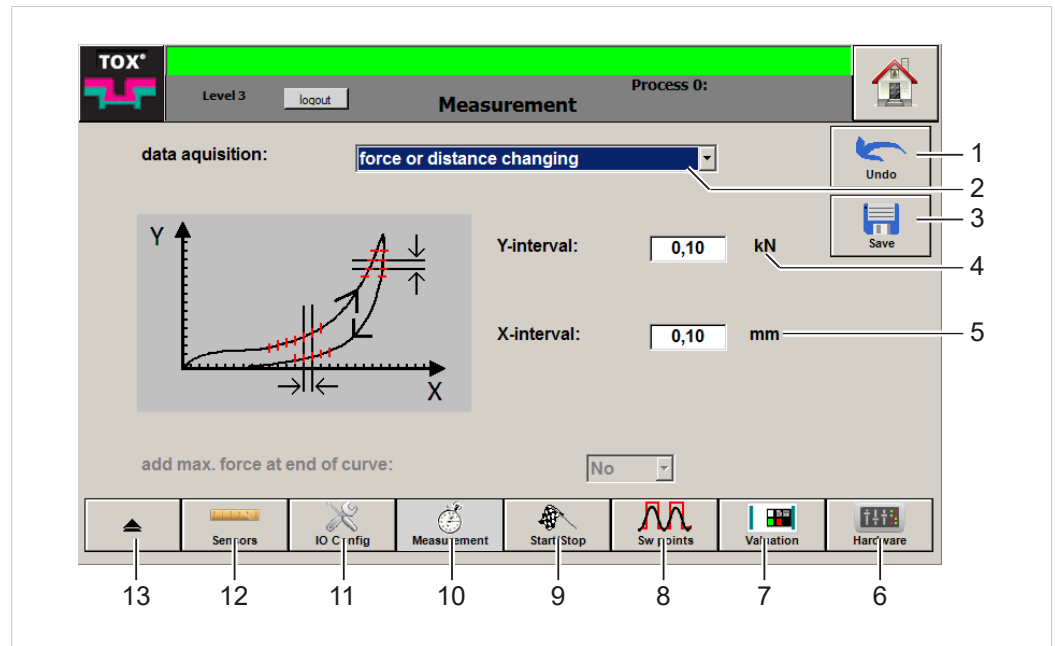 TOX®
Level 3 logout Measurement Process 0:
data aquisition: force or distance changing
Undo 1
2
Save 3
Y
Y-interval: 0,10 kN
4
X-interval: 0,10 mm 5
X
add max. force at end of curve: No
Sensors IO Config Measurement Start/Stop Sw points Valuation Hardware
13 12 11 10 9 8 7 6